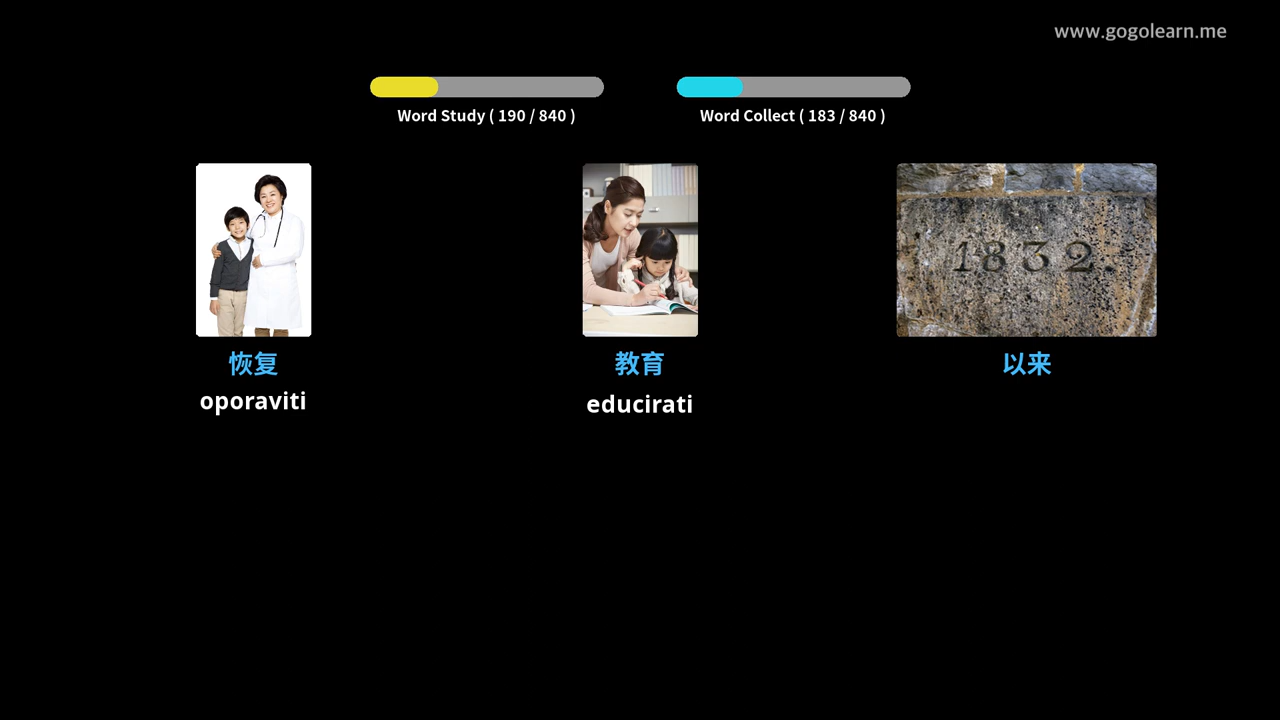 www.gogolearn.me
Word Study ( 190 / 840 )
Word Collect ( 183 / 840 )
1832.
恢复
教育
以来
oporaviti
educirati